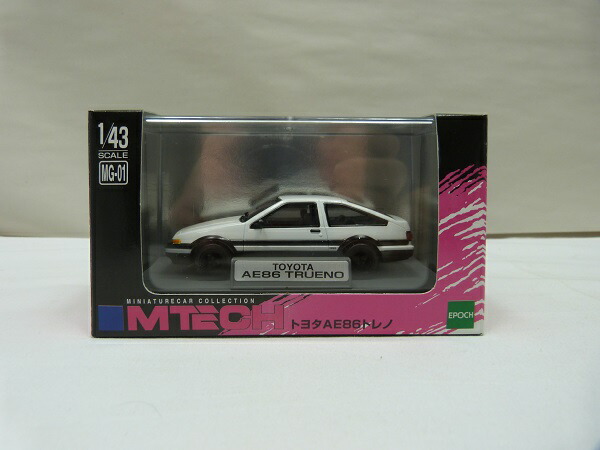 1/43
SCALE
MG-01
TOYOTA
AE86 TRUENO
MINIATURECAR COLLECTION
MTECH トヨタAE86トレノ
EPOCH